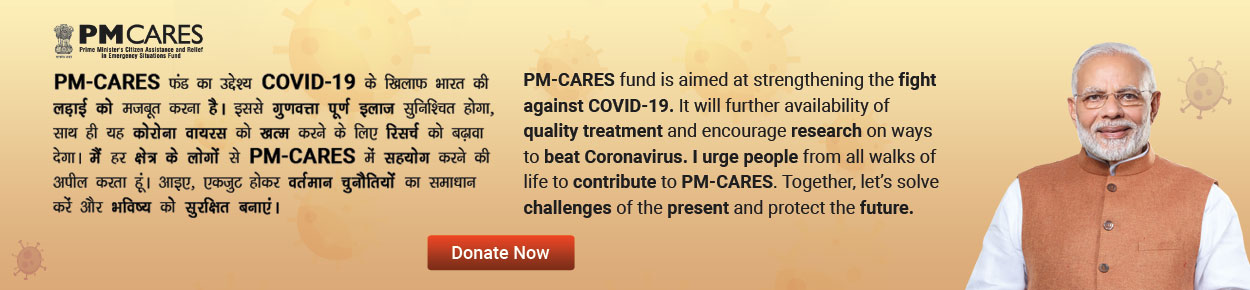 PMCARES
Prime Minister's Citizen Assistance and Relief
in Emergency Situations Fund
PM-CARES फंड का उद्देश्य COVID-19 के खिलाफ भारत की
लड़ाई को मजबूत करना है। इससे गुणवत्ता पूर्ण इलाज सुनिश्चित होगा,
साथ ही यह कोरोना वायरस को खत्म करने के लिए रिसर्च को बढ़ावा
देगा। मैं हर क्षेत्र के लोगों से PM-CARES में सहयोग करने की
अपील करता हूं। आइए, एकजुट होकर वर्तमान चुनौतियों का समाधान
करें और भविष्य को सुरक्षित बनाएं।
PM-CARES fund is aimed at strengthening the fight
against COVID-19. It will further availability of
quality treatment and encourage research on ways
to beat Coronavirus. I urge people from all walks of
life to contribute to PM-CARES. Together, let’s solve
challenges of the present and protect the future.
Donate Now